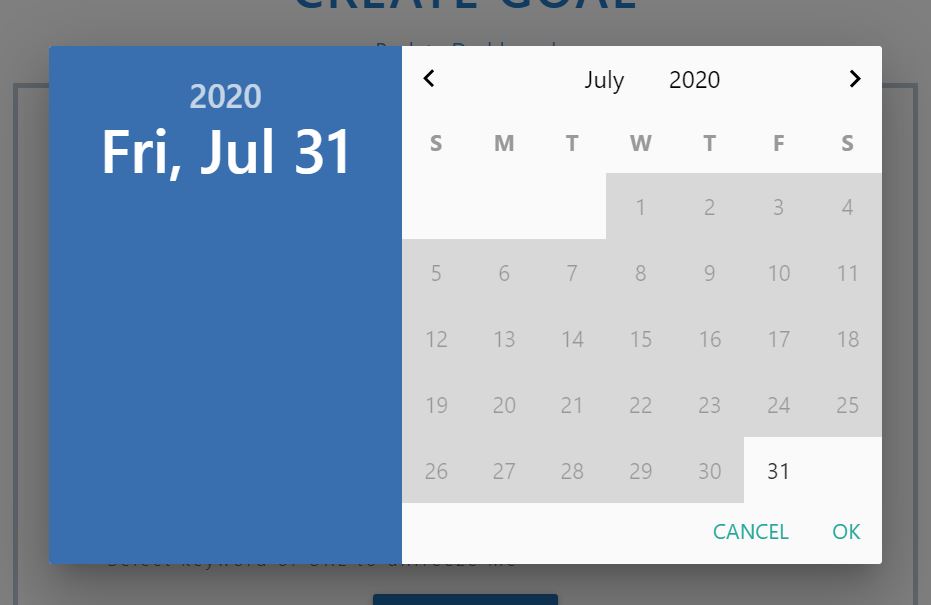 CREATE GOAL
2020
Fri, Jul 31
July 2020
S M T W T F S
1 2 3 4
5 6 7 8 9 10 11
12 13 14 15 16 17 18
19 20 21 22 23 24 25
26 27 28 29 30 31
CANCEL OK